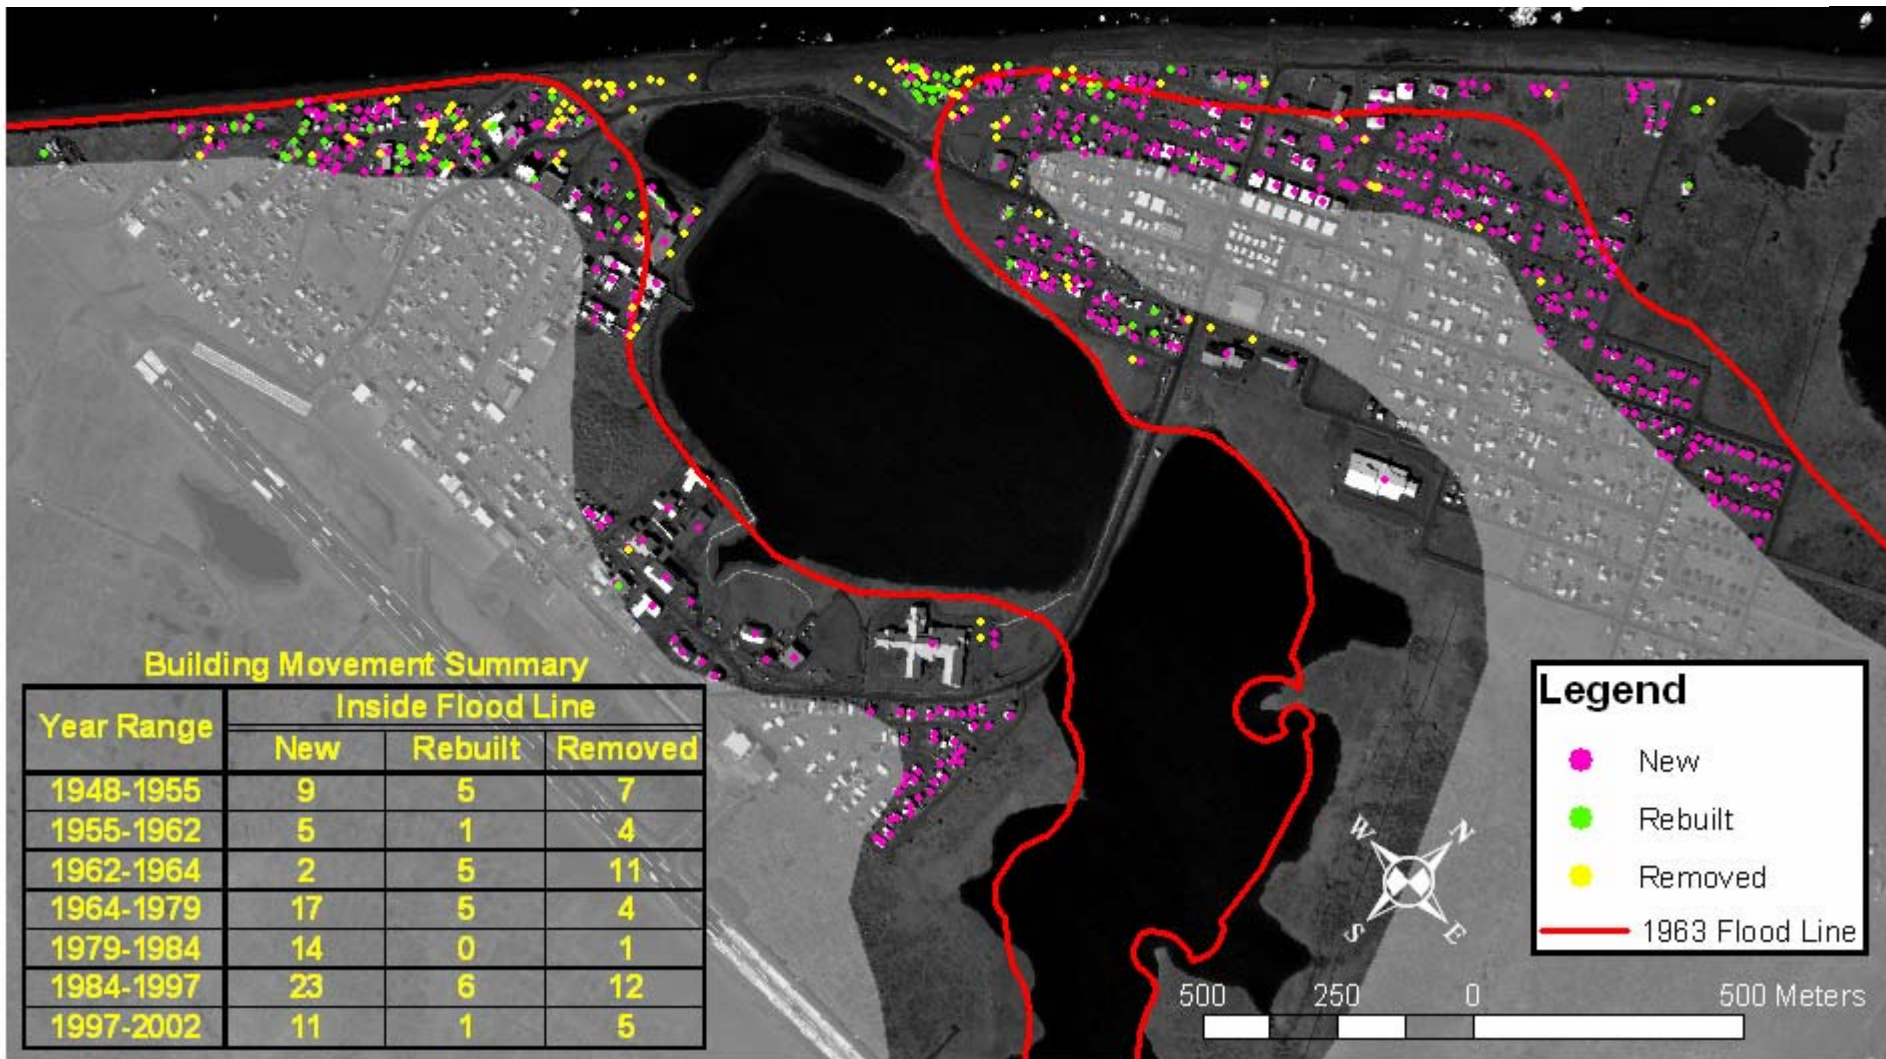 Building Movement Summary
Year Range
Inside Flood Line
New Rebuilt Removed
1948-1955 9 5 7
1955-1962 5 1 4
1962-1964 2 5 11
1964-1979 17 5 4
1979-1984 14 0 1
1984-1997 23 6 12
1997-2002 11 1 5
Legend
New
Rebuilt
Removed
1963 Flood Line
W N
S E
500 250 0 500 Meters